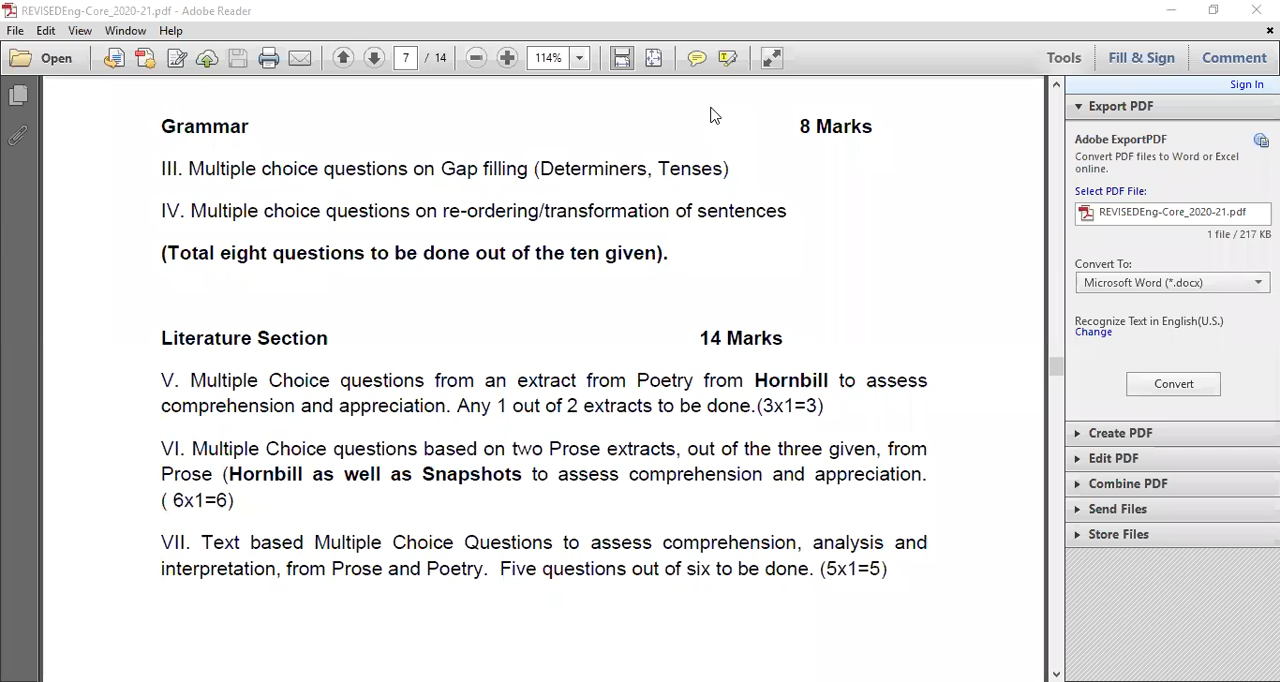 REVISEDEng-Core_2020-21.pdf - Adobe Reader
File Edit View Window Help
Open 7 / 14 114% Tools Fill & Sign Comment
Sign In
Grammar 8 Marks
III. Multiple choice questions on Gap filling (Determiners, Tenses)
IV. Multiple choice questions on re-ordering/transformation of sentences
(Total eight questions to be done out of the ten given).
Literature Section 14 Marks
V. Multiple Choice questions from an extract from Poetry from Hornbill to assess
comprehension and appreciation. Any 1 out of 2 extracts to be done.(3x1=3)
VI. Multiple Choice questions based on two Prose extracts, out of the three given, from
Prose (Hornbill as well as Snapshots to assess comprehension and appreciation.
( 6x1=6)
VII. Text based Multiple Choice Questions to assess comprehension, analysis and
interpretation, from Prose and Poetry. Five questions out of six to be done. (5x1=5)
Export PDF
Adobe ExportPDF
Convert PDF files to Word or Excel
online.
Select PDF File:
REVISEDEng-Core_2020-21.pdf
1 file / 217 KB
Convert To:
Microsoft Word (*.docx)
Recognize Text in English(U.S.)
Change
Convert
Create PDF
Edit PDF
Combine PDF
Send Files
Store Files